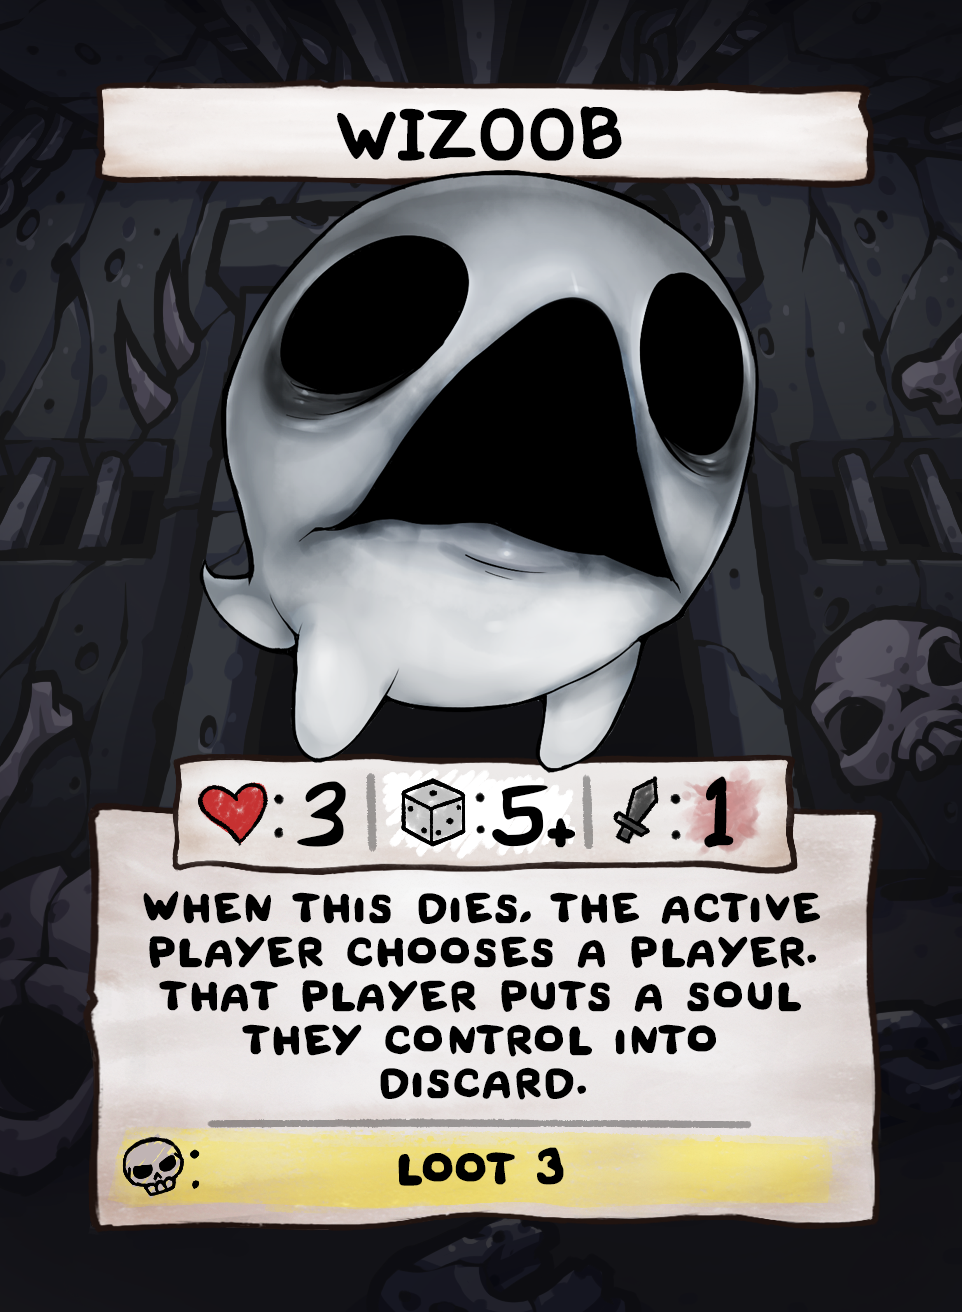 WIZOOB
: 3 | : 5+ | : 1
WHEN THIS DIES, THE ACTIVE
PLAYER CHOOSES A PLAYER.
THAT PLAYER PUTS A SOUL
THEY CONTROL INTO
DISCARD.
: LOOT 3